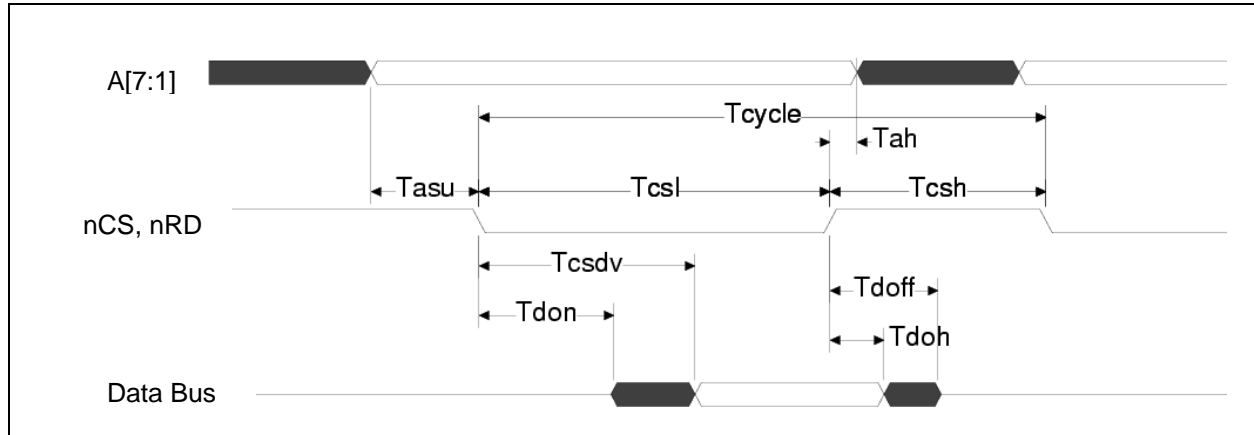 A[7:1]
Tcycle
Tah
Tasu
Tcsl
Tcsh
nCS, nRD
Tcsdv
Tdoff
Tdon
Tdoh
Data Bus